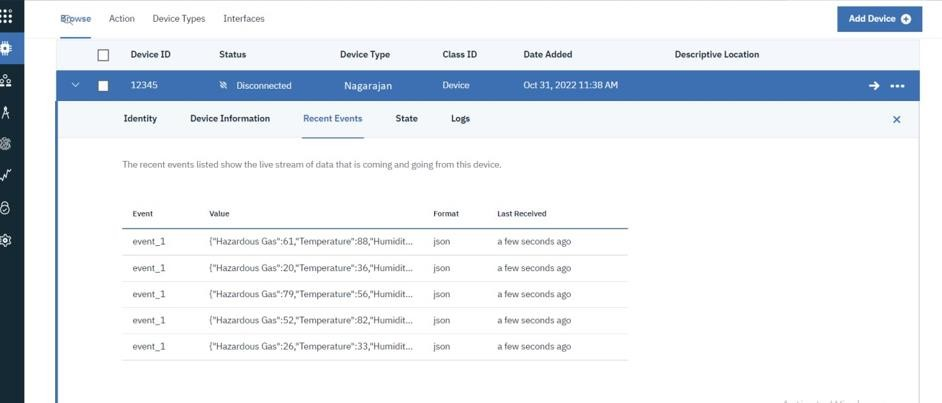 Browse Action Device Types Interfaces Add Device
Device ID Status Device Type Class ID Date Added Descriptive Location
12345 Disconnected Nagarajan Device Oct 31, 2022 11:38 AM
Identity Device Information Recent Events State Logs
The recent events listed show the live stream of data that is coming and going from this device.
Event Value Format Last Received
event_1 {"Hazardous Gas":61,"Temperature":88,"Humidit... json a few seconds ago
event_1 {"Hazardous Gas":20,"Temperature":36,"Humidit... json a few seconds ago
event_1 {"Hazardous Gas":79,"Temperature":56,"Humidit... json a few seconds ago
event_1 {"Hazardous Gas":52,"Temperature":82,"Humidit... json a few seconds ago
event_1 {"Hazardous Gas":26,"Temperature":33,"Humidit... json a few seconds ago